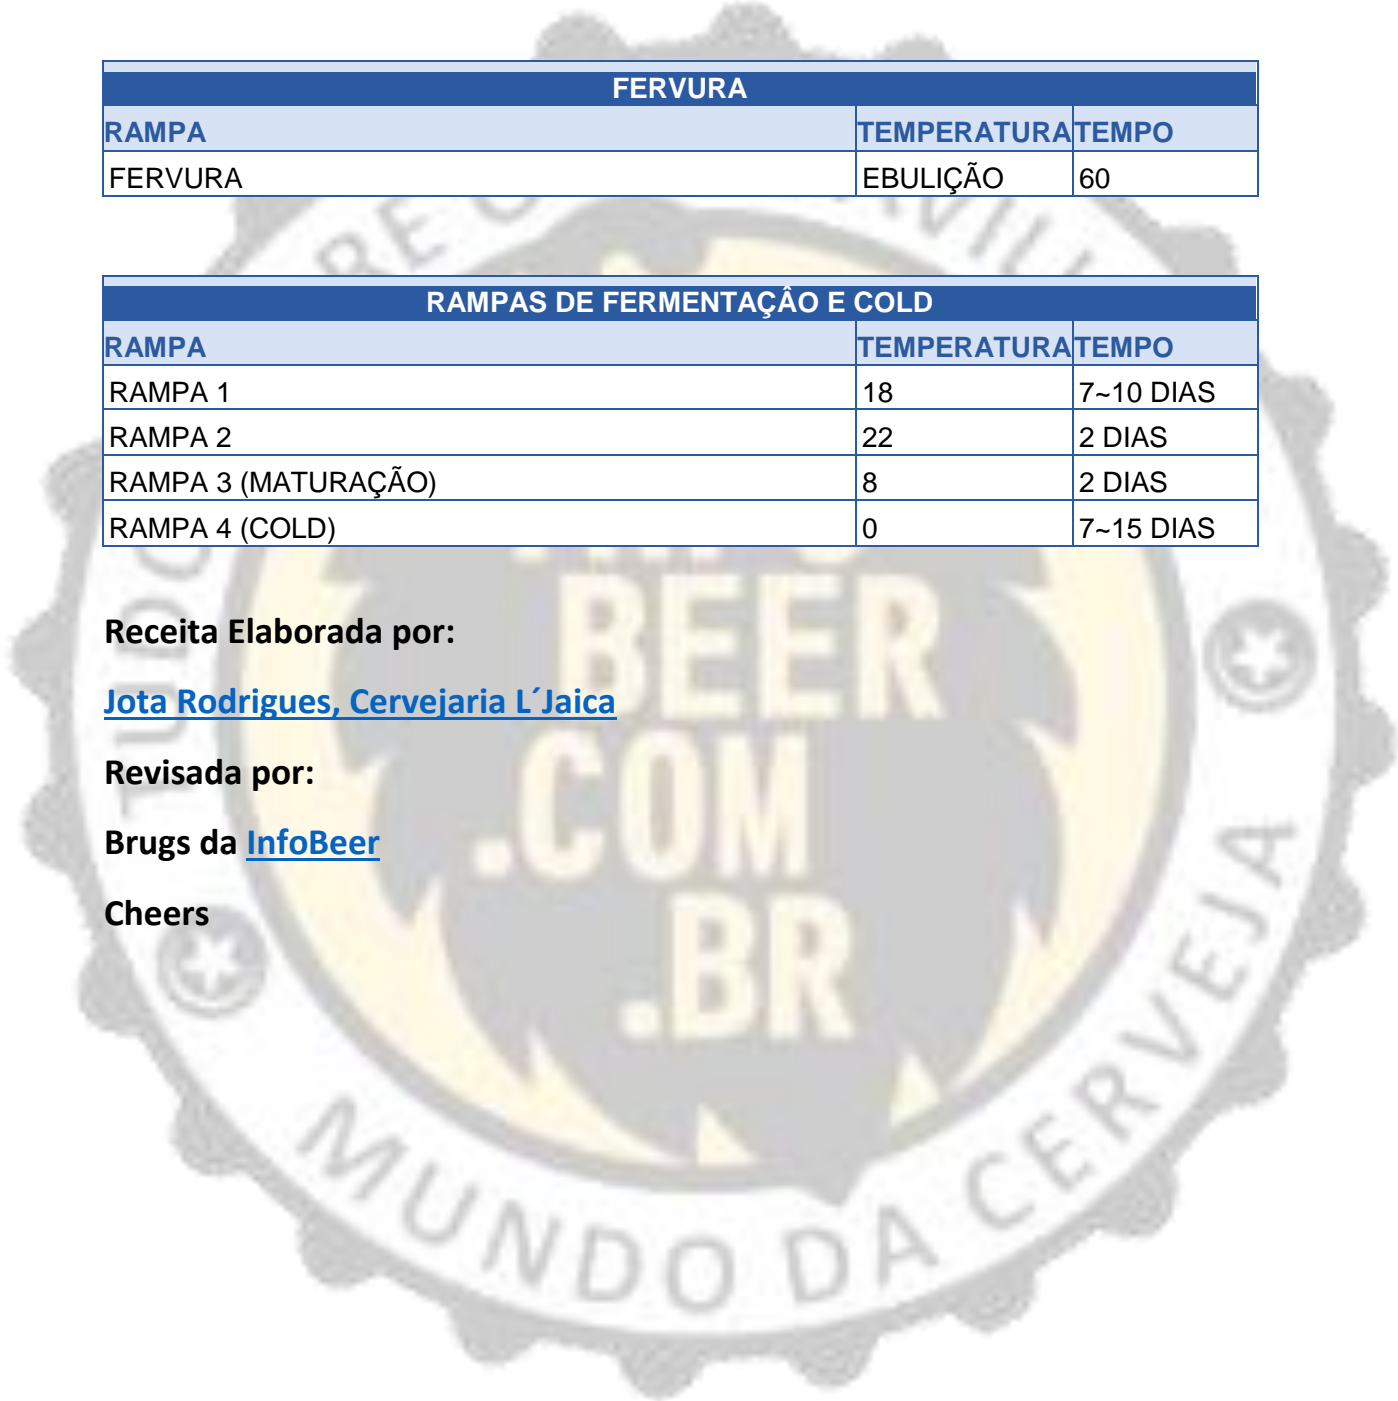 FERVURA
RAMPA TEMPERATURA TEMPO
FERVURA EBULIÇÃO 60
RAMPAS DE FERMENTAÇÂO E COLD
RAMPA TEMPERATURA TEMPO
RAMPA 1 18 7~10 DIAS
RAMPA 2 22 2 DIAS
RAMPA 3 (MATURAÇÃO) 8 2 DIAS
RAMPA 4 (COLD) 0 7~15 DIAS
Receita Elaborada por:
Jota Rodrigues, Cervejaria L´Jaica
Revisada por:
Brugs da InfoBeer
Cheers
.BEER
.COM
.BR
MUNDO DA CERVEJA